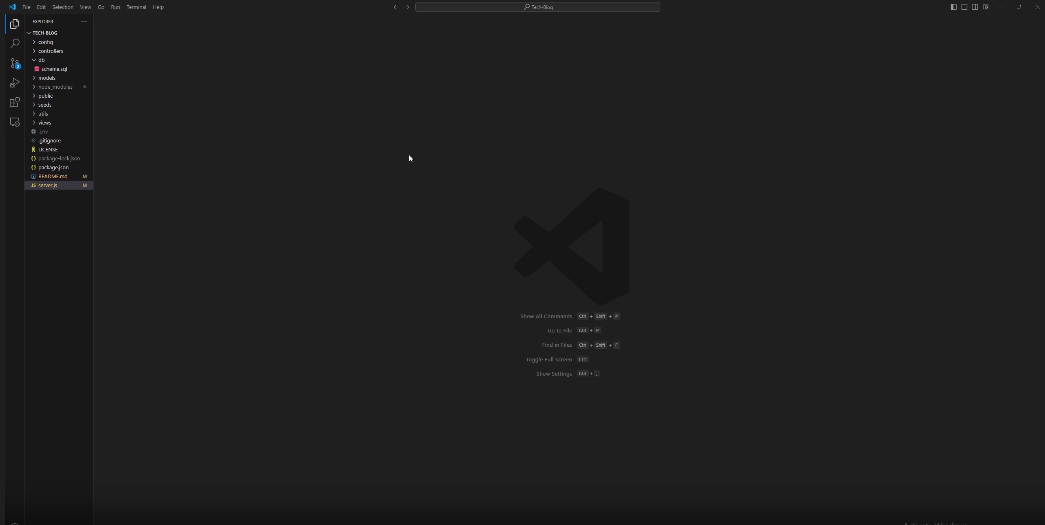 File Edit Selection View Go Run Terminal Help
Tech-Blog
EXPLORER
TECH-BLOG
config
controllers
db
schema.sql
models
node_modules
public
seeds
utils
views
.env
.gitignore
LICENSE
package-lock.json
package.json
README.md M
server.js M
Show All Commands Ctrl + Shift + P
Go to File Ctrl + P
Find in Files Ctrl + Shift + F
Toggle Full Screen F11
Show Settings Ctrl + ,